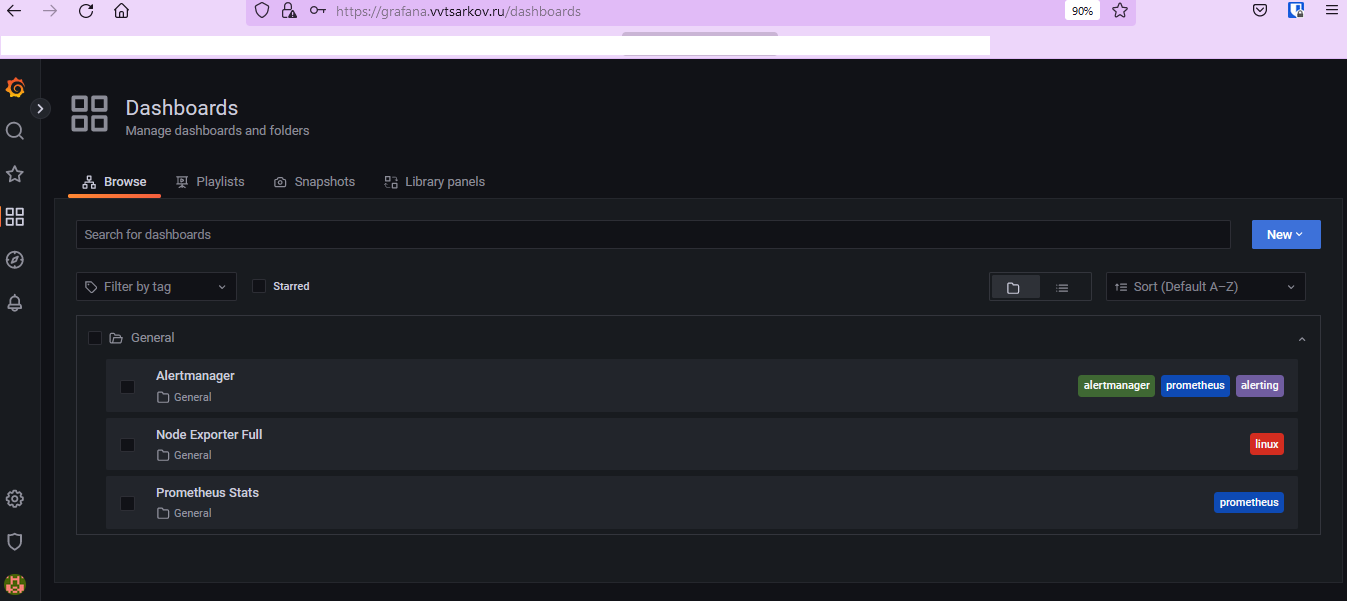 https://grafana.vvtsarkov.ru/dashboards 90%
Dashboards
Manage dashboards and folders
Browse Playlists Snapshots Library panels
Search for dashboards New
Filter by tag Starred Sort (Default A–Z)
General
Alertmanager
General
alertmanager prometheus alerting
Node Exporter Full
General
linux
Prometheus Stats
General
prometheus